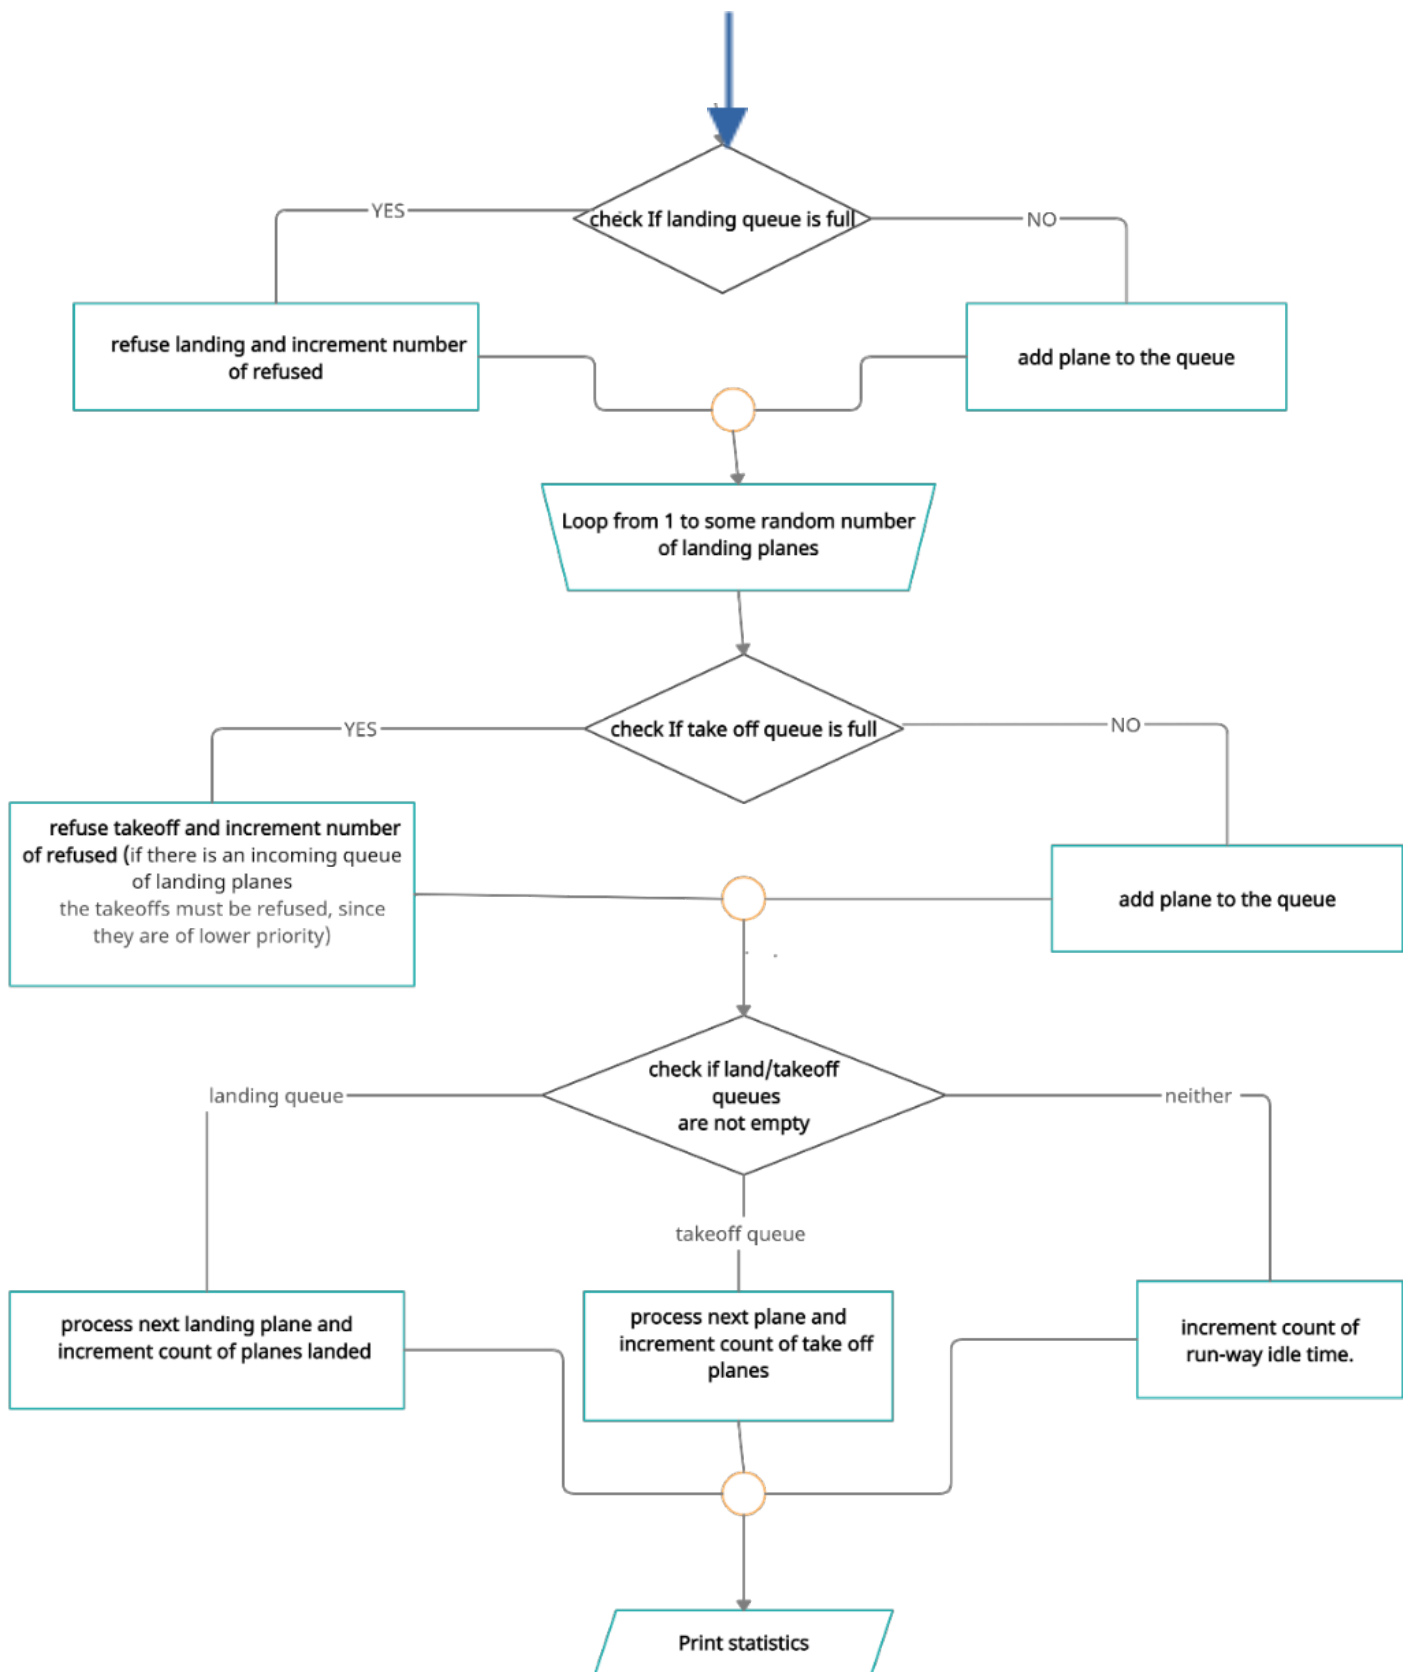 check If landing queue is full
YES
NO
refuse landing and increment number
of refused
add plane to the queue
Loop from 1 to some random number
of landing planes
check If take off queue is full
YES
NO
refuse takeoff and increment number
of refused (if there is an incoming queue
of landing planes
the takeoffs must be refused, since
they are of lower priority)
add plane to the queue
check if land/takeoff
queues
are not empty
landing queue
neither
takeoff queue
process next landing plane and
increment count of planes landed
process next plane and
increment count of take off
planes
increment count of
run-way idle time.
Print statistics